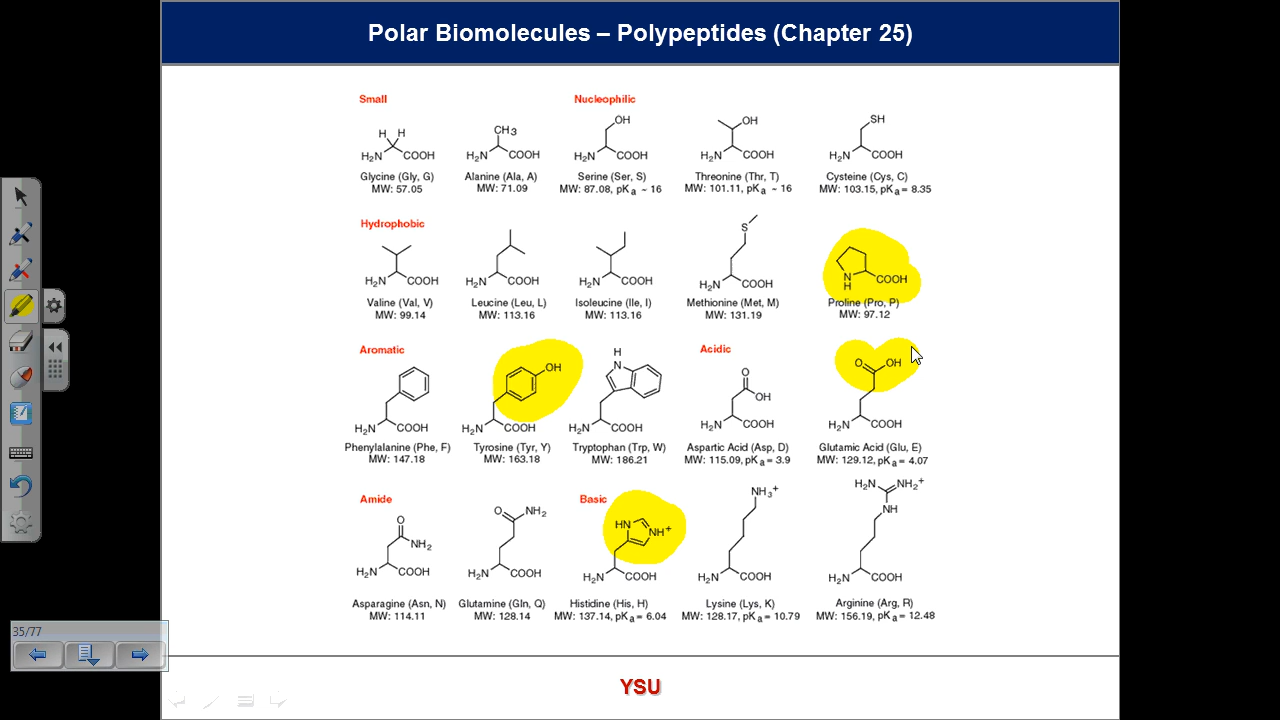 Polar Biomolecules – Polypeptides (Chapter 25)
Small
Nucleophilic
H H
H₂N COOH
Glycine (Gly, G)
MW: 57.05
CH3
H₂N COOH
Alanine (Ala, A)
MW: 71.09
OH
H₂N COOH
Serine (Ser, S)
MW: 87.08, pKa ~ 16
OH
H₂N COOH
Threonine (Thr, T)
MW: 101.11, pKa ~ 16
SH
H₂N COOH
Cysteine (Cys, C)
MW: 103.15, pKa = 8.35
Hydrophobic
H₂N COOH
Valine (Val, V)
MW: 99.14
H₂N COOH
Leucine (Leu, L)
MW: 113.16
H₂N COOH
Isoleucine (Ile, I)
MW: 113.16
S
H₂N COOH
Methionine (Met, M)
MW: 131.19
N COOH
H
Proline (Pro, P)
MW: 97.12
Aromatic
Acidic
H₂N COOH
Phenylalanine (Phe, F)
MW: 147.18
OH
H₂N COOH
Tyrosine (Tyr, Y)
MW: 163.18
H
N
H₂N COOH
Tryptophan (Trp, W)
MW: 186.21
O
OH
H₂N COOH
Aspartic Acid (Asp, D)
MW: 115.09, pKa = 3.9
O OH
H₂N COOH
Glutamic Acid (Glu, E)
MW: 129.12, pKa = 4.07
Amide
Basic
O
NH₂
H₂N COOH
Asparagine (Asn, N)
MW: 114.11
O NH₂
H₂N COOH
Glutamine (Gln, Q)
MW: 128.14
HN NH⁺
H₂N COOH
Histidine (His, H)
MW: 137.14, pKa = 6.04
NH₃⁺
H₂N COOH
Lysine (Lys, K)
MW: 128.17, pKa = 10.79
H₂N NH₂⁺
NH
H₂N COOH
Arginine (Arg, R)
MW: 156.19, pKa = 12.48
35/77
YSU